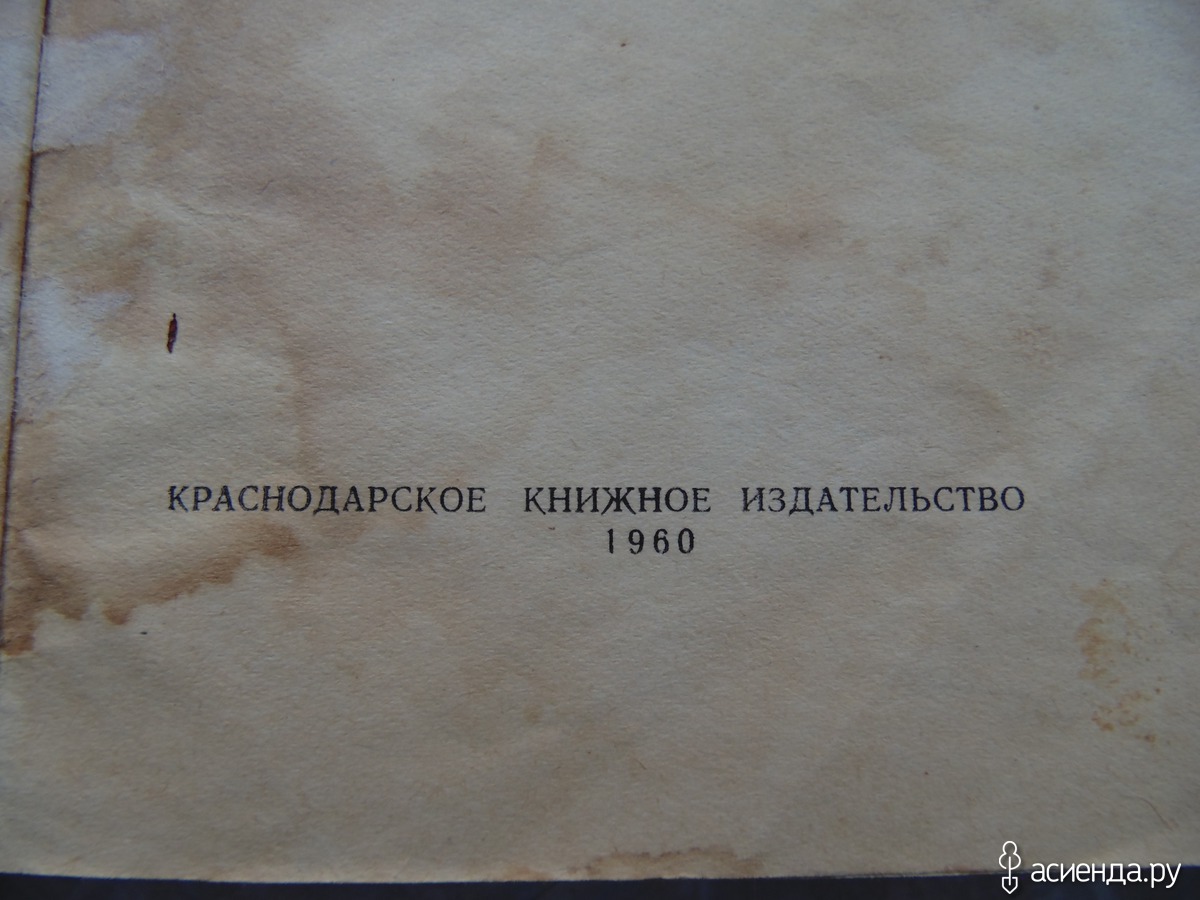 КРАСНОДАРСКОЕ КНИЖНОЕ ИЗДАТЕЛЬСТВО
1960
асиенда.ру